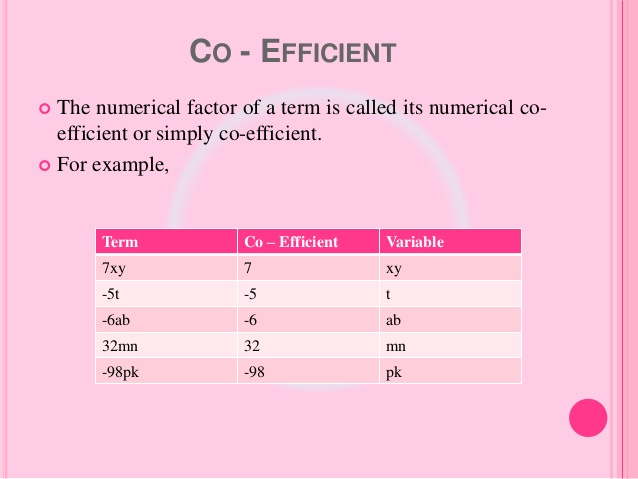 CO - EFFICIENT
The numerical factor of a term is called its numerical co-
efficient or simply co-efficient.
For example,
Term Co – Efficient Variable
7xy 7 xy
-5t -5 t
-6ab -6 ab
32mn 32 mn
-98pk -98 pk